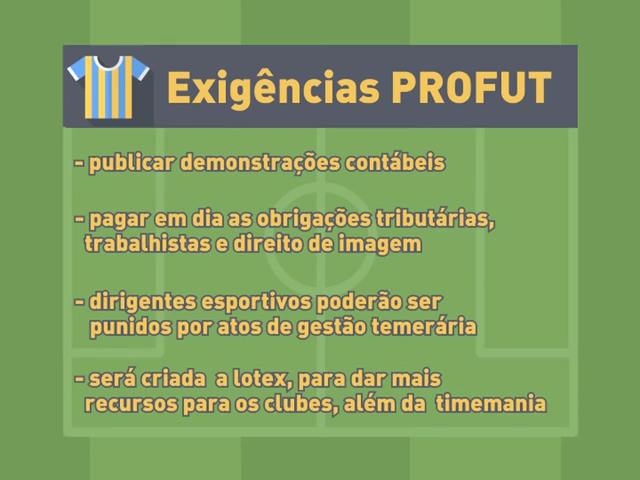 Exigências PROFUT
- publicar demonstrações contábeis
- pagar em dia as obrigações tributárias,
trabalhistas e direito de imagem
- dirigentes esportivos poderão ser
punidos por atos de gestão temerária
- será criada a lotex, para dar mais
recursos para os clubes, além da timemania